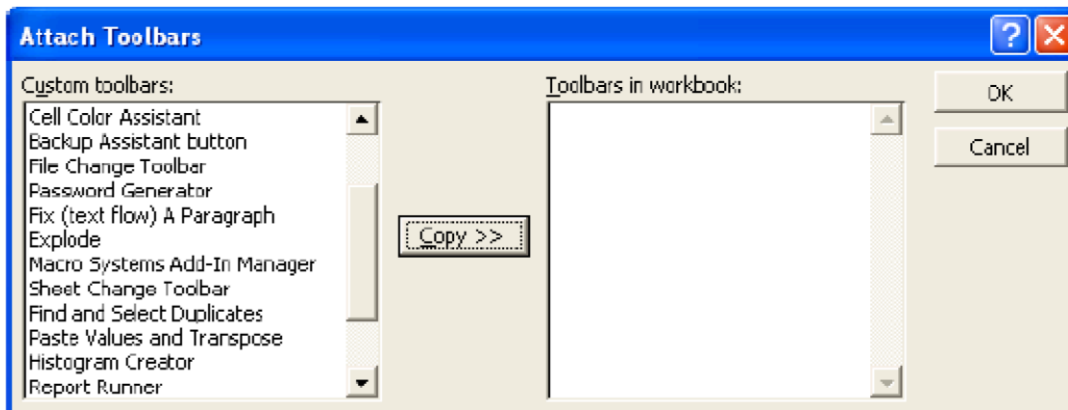 Attach Toolbars
Custom toolbars:
Cell Color Assistant
Backup Assistant button
File Change Toolbar
Password Generator
Fix (text flow) A Paragraph
Explode
Macro Systems Add-In Manager
Sheet Change Toolbar
Find and Select Duplicates
Paste Values and Transpose
Histogram Creator
Report Runner
Copy >>
Toolbars in workbook:
OK
Cancel